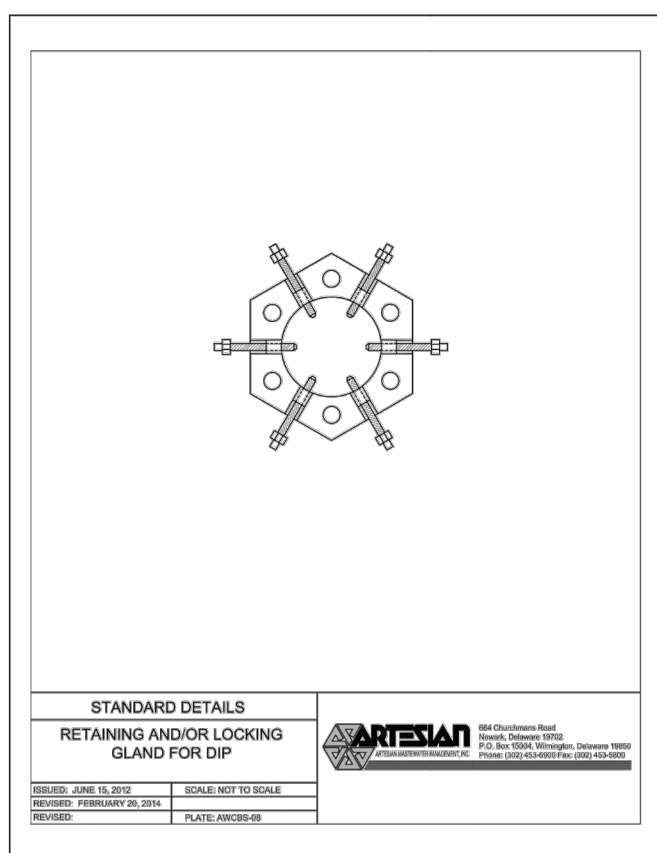 STANDARD DETAILS
RETAINING AND/OR LOCKING
GLAND FOR DIP
ISSUED: JUNE 15, 2012
SCALE: NOT TO SCALE
REVISED: FEBRUARY 20, 2014
REVISED:
PLATE: AWCBS-08
ARTESIAN
ARTESIAN WASTEWATER MANAGEMENT, INC.
664 Churchmans Road
Newark, Delaware 19702
P.O. Box 15004, Wilmington, Delaware 19850
Phone: (302) 453-6900 Fax: (302) 453-5800